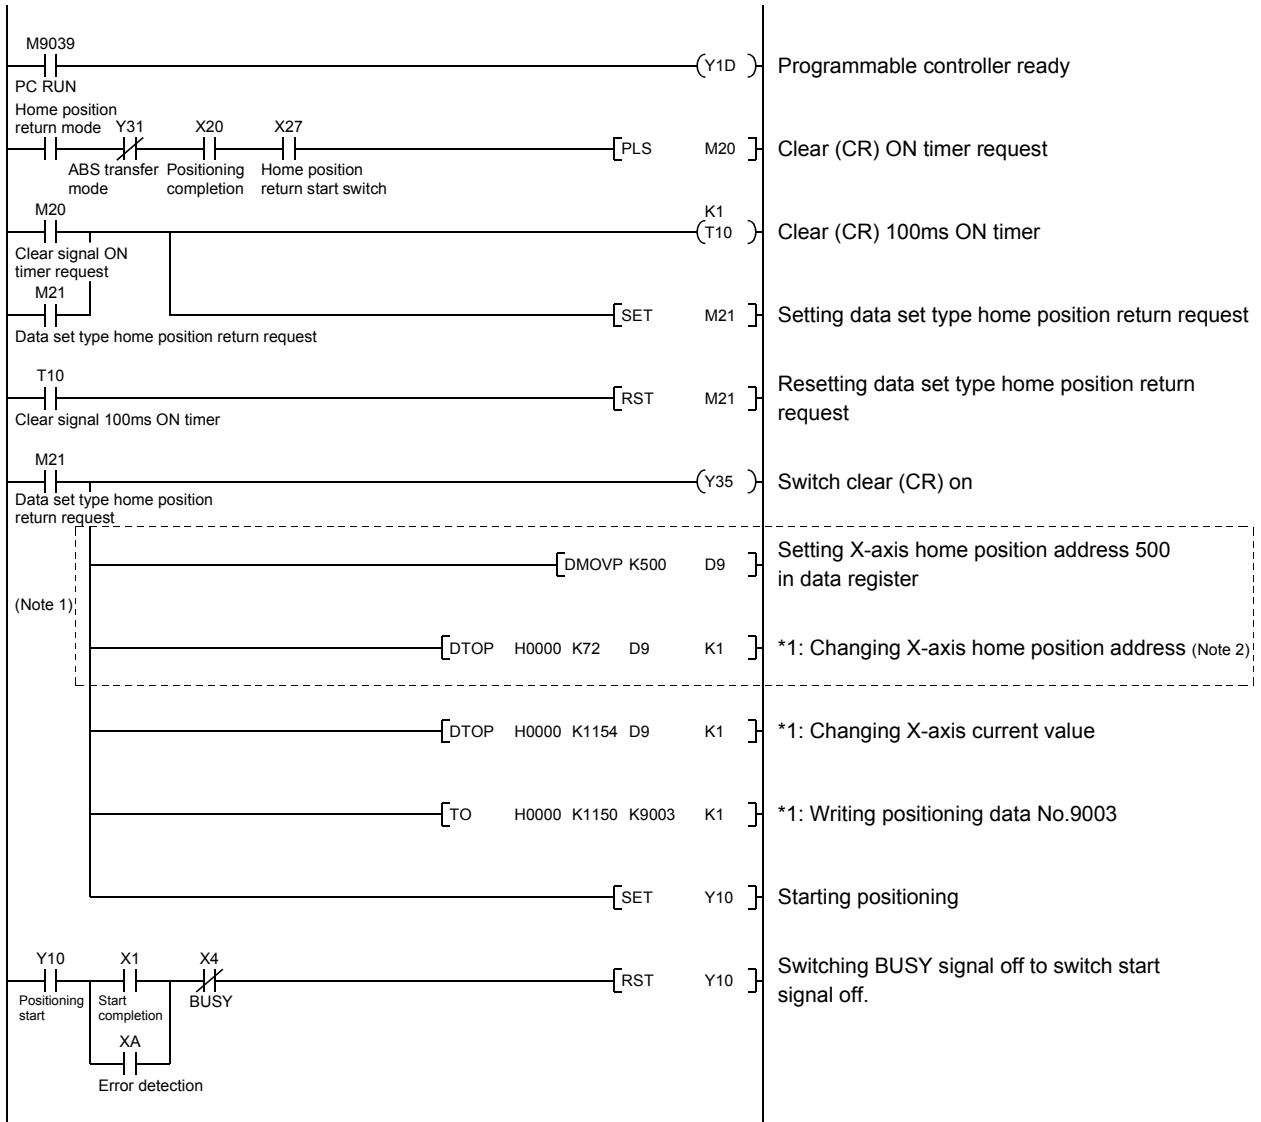 M9039
Y1D
Programmable controller ready
PC RUN
Home position
return mode
Y31
X20
X27
PLS M20
Clear (CR) ON timer request
ABS transfer
mode
Positioning
completion
Home position
return start switch
M20
K1
T10
Clear (CR) 100ms ON timer
Clear signal ON
timer request
M21
SET M21
Setting data set type home position return request
Data set type home position return request
T10
RST M21
Resetting data set type home position return
request
Clear signal 100ms ON timer
M21
Y35
Switch clear (CR) on
Data set type home position
return request
DMOVP K500 D9
Setting X-axis home position address 500
in data register
(Note 1)
DTOP H0000 K72 D9 K1
*1: Changing X-axis home position address (Note 2)
DTOP H0000 K1154 D9 K1
*1: Changing X-axis current value
TO H0000 K1150 K9003 K1
*1: Writing positioning data No.9003
SET Y10
Starting positioning
Y10
X1
X4
RST Y10
Switching BUSY signal off to switch start
signal off.
Positioning
start
Start
completion
BUSY
XA
Error detection